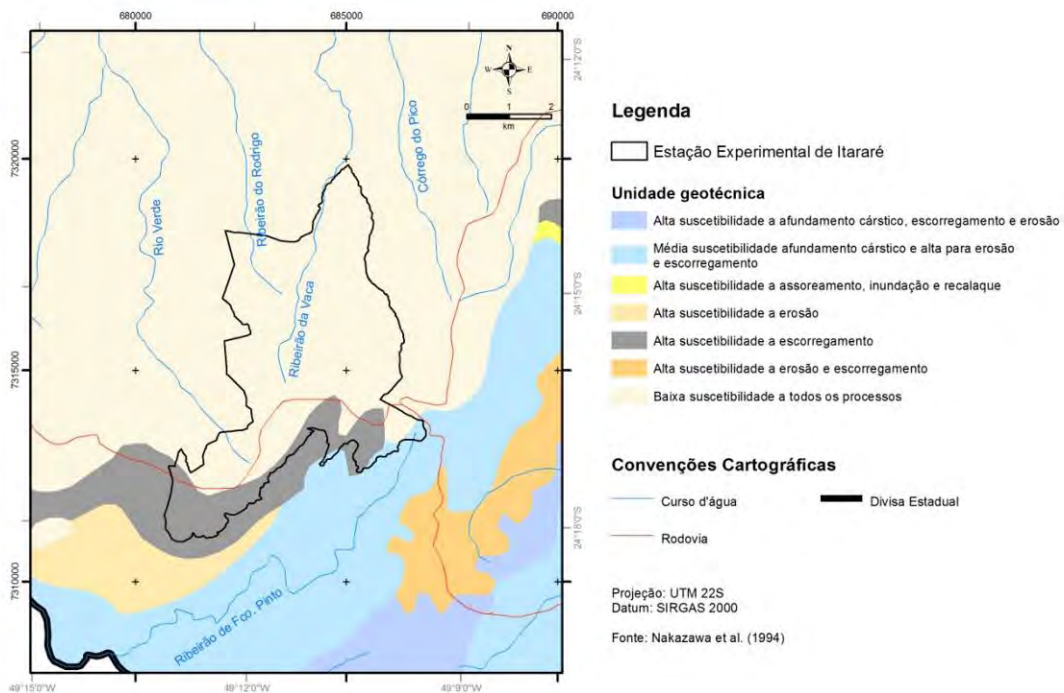 680000
685000
690000
24°12'0"S
N
W E
S
0 1 2
km
7320000
Rio Verde
Ribeirão do Rodrigo
Córrego do Pico
Ribeirão da Vaca
24°15'0"S
7315000
24°18'0"S
7310000
Ribeirão de Fco. Pinto
49°15'0"W
49°12'0"W
49°9'0"W
Legenda
Estação Experimental de Itararé
Unidade geotécnica
Alta suscetibilidade a afundamento cárstico, escorregamento e erosão
Média suscetibilidade afundamento cárstico e alta para erosão
e escorregamento
Alta suscetibilidade a assoreamento, inundação e recalaque
Alta suscetibilidade a erosão
Alta suscetibilidade a escorregamento
Alta suscetibilidade a erosão e escorregamento
Baixa suscetibilidade a todos os processos
Convenções Cartográficas
Curso d'água
Divisa Estadual
Rodovia
Projeção: UTM 22S
Datum: SIRGAS 2000
Fonte: Nakazawa et al. (1994)